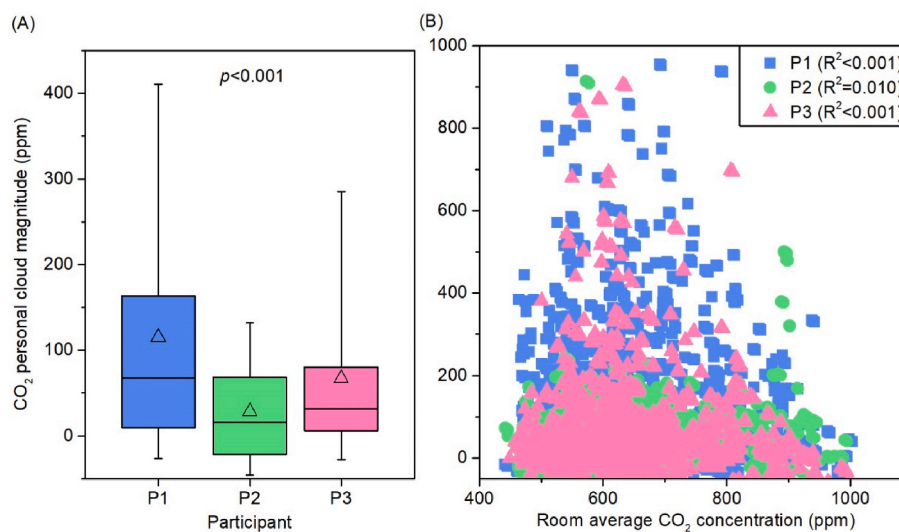 (A)
p<0.001
400
300
200
100
0
CO₂ personal cloud magnitude (ppm)
P1 P2 P3
Participant
(B)
1000
800
600
400
200
0
P1 (R²<0.001)
P2 (R²=0.010)
P3 (R²<0.001)
400 600 800 1000
Room average CO₂ concentration (ppm)